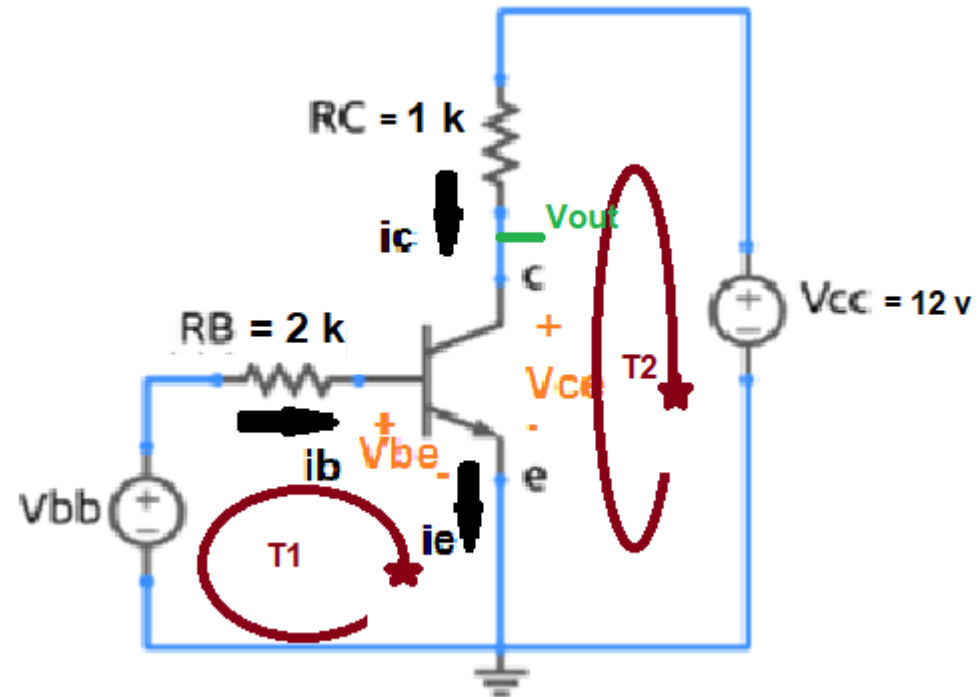 RC = 1 k
Vout
ic
c
Vcc = 12 v
RB = 2 k
+
Vce
-
T2
+
Vbe
-
ib
e
Vbb
+
-
T1
ie
+
-